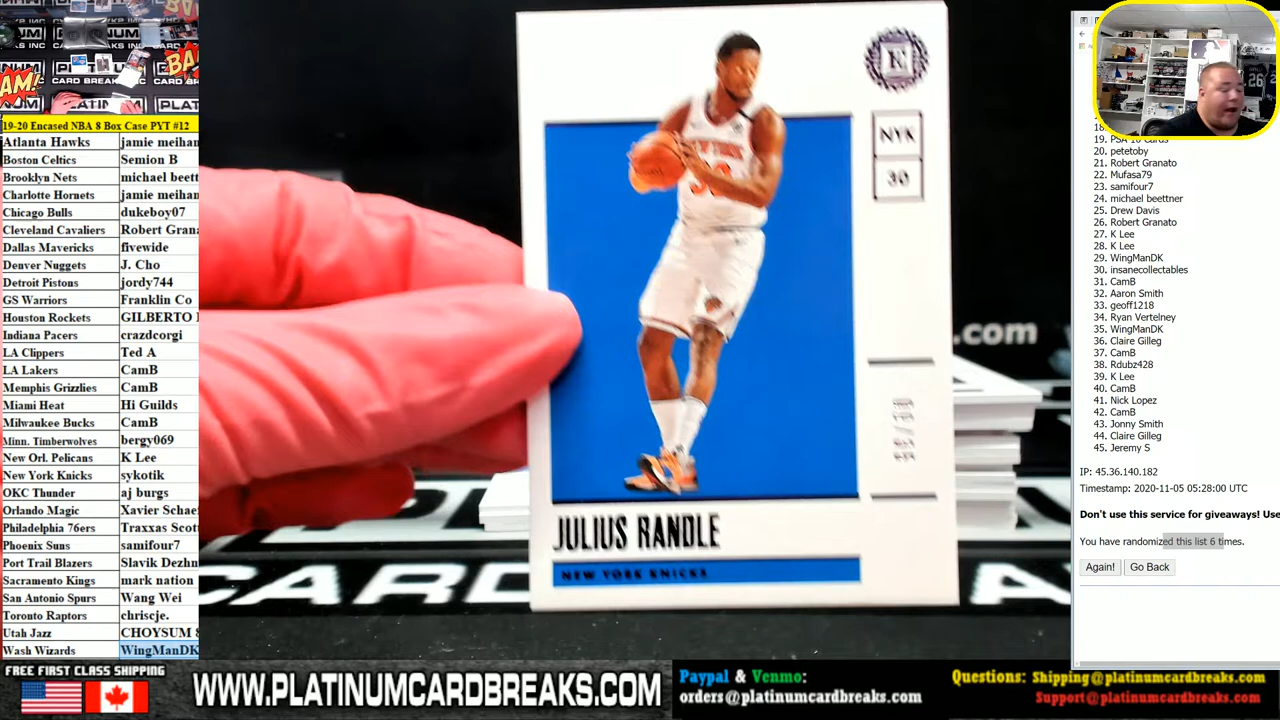 19-20 Encased NBA 8 Box Case PYT #12
Atlanta Hawks jamie meihan
Boston Celtics Semion B
Brooklyn Nets michael beett
Charlotte Hornets jamie meihan
Chicago Bulls dukeboy07
Cleveland Cavaliers Robert Grana
Dallas Mavericks fivewide
Denver Nuggets J. Cho
Detroit Pistons jordy744
GS Warriors Franklin Co
Houston Rockets GILBERTO
Indiana Pacers crazdcorgi
LA Clippers Ted A
LA Lakers CamB
Memphis Grizzlies CamB
Miami Heat Hi Guilds
Milwaukee Bucks CamB
Minn. Timberwolves bergy069
New Orl. Pelicans K Lee
New York Knicks sykotik
OKC Thunder aj burgs
Orlando Magic Xavier Schae
Philadelphia 76ers Traxxas Scot
Phoenix Suns samifour7
Port Trail Blazers Slavik Dezhn
Sacramento Kings mark nation
San Antonio Spurs Wang Wei
Toronto Raptors chriscje.
Utah Jazz CHOYSUM
Wash Wizards WingManDK
E
NYK
30
JULIUS RANDLE
NEW YORK KNICKS
.com
CARD
19. PSA 10 Cards
20. petetoby
21. Robert Granato
22. Mufasa79
23. samifour7
24. michael beettner
25. Drew Davis
26. Robert Granato
27. K Lee
28. K Lee
29. WingManDK
30. insanecollectables
31. CamB
32. Aaron Smith
33. geoff1218
34. Ryan Vertelney
35. WingManDK
36. Claire Gilleg
37. CamB
38. Rdubz428
39. K Lee
40. CamB
41. Nick Lopez
42. CamB
43. Jonny Smith
44. Claire Gilleg
45. Jeremy S
IP: 45.36.140.182
Timestamp: 2020-11-05 05:28:00 UTC
Don't use this service for giveaways! Use
You have randomized this list 6 times.
Again! Go Back
FREE FIRST CLASS SHIPPING
WWW.PLATINUMCARDBREAKS.COM
Paypal & Venmo:
orders@platinumcardbreaks.com
Questions: Shipping@platinumcardbreaks.com
Support@platinumcardbreaks.com